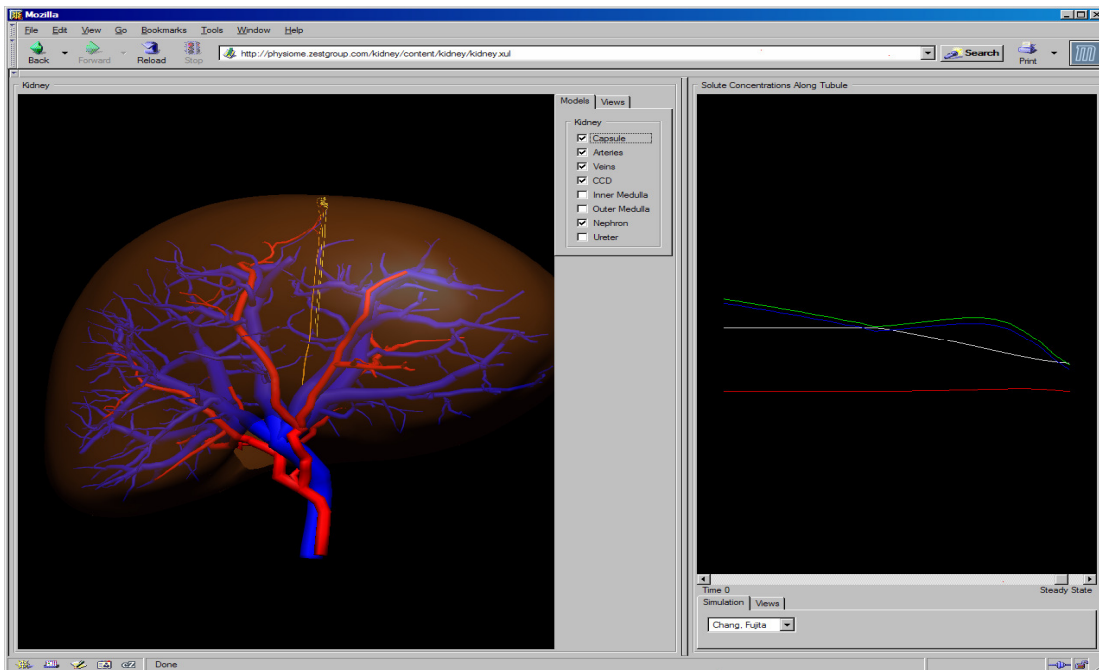 Mozilla
File Edit View Go Bookmarks Tools Window Help
Back Forward Reload Stop http://physiome.zestgroup.com/kidney/content/kidney/kidney.xul Search Print
Kidney
Models Views
Kidney
Capsule
Arteries
Veins
CCD
Inner Medulla
Outer Medulla
Nephron
Ureter
Solute Concentrations Along Tubule
Time 0 Steady State
Simulation Views
Chang, Fujita
Done